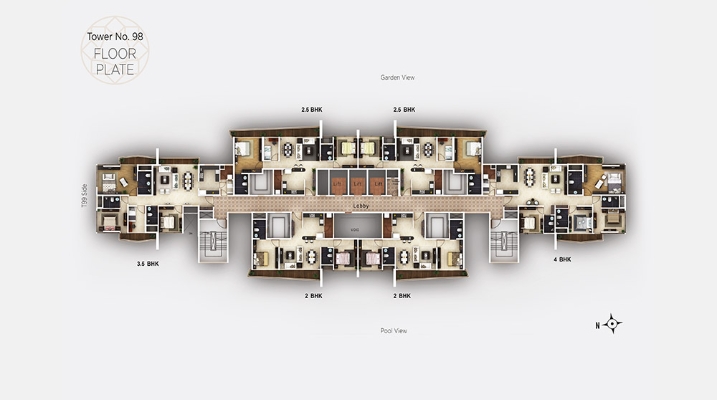 Tower No. 98
FLOOR
PLATE
Garden View
2.5 BHK
2.5 BHK
T99 Side
Lobby
3.5 BHK
4 BHK
2 BHK
2 BHK
N
Pool View